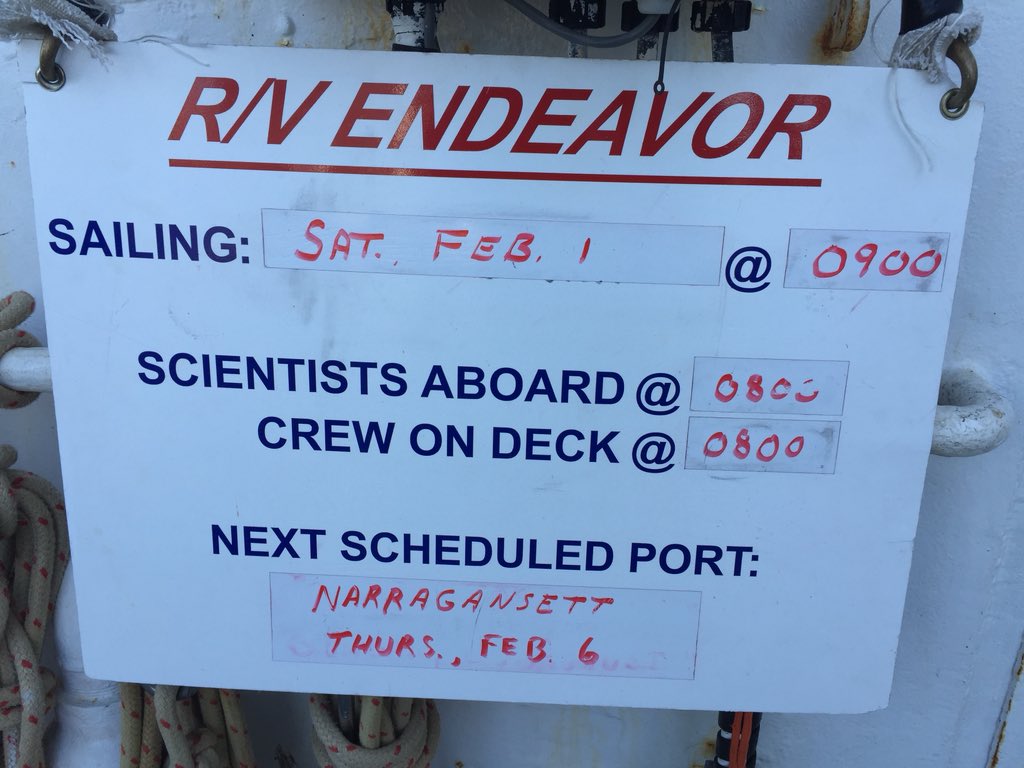 R/V ENDEAVOR
SAILING: SAT., FEB. 1 @ 0900
SCIENTISTS ABOARD @ 0800
CREW ON DECK @ 0800
NEXT SCHEDULED PORT:
NARRAGANSETT
THURS., FEB. 6